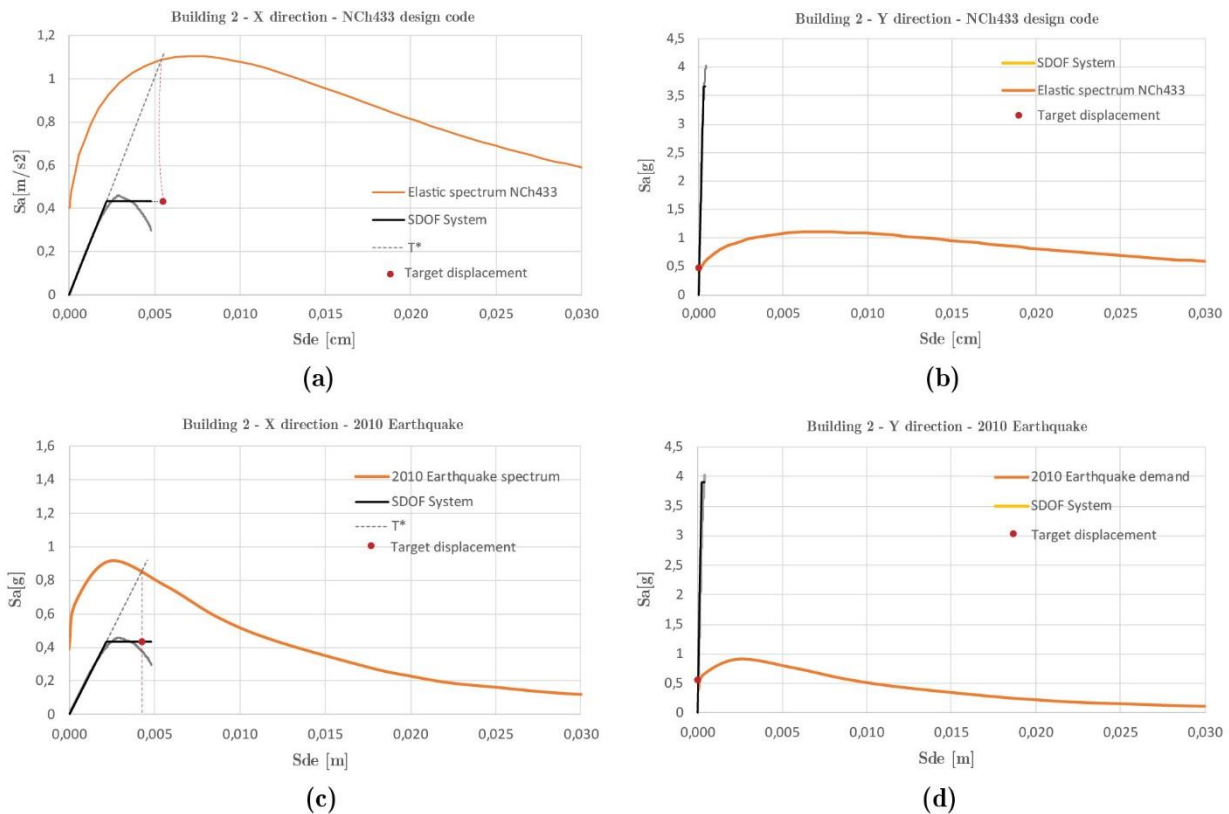 Building 2 - X direction - NCh433 design code
1,2
1
0,8
0,6
0,4
0,2
0
Sa[m/s2]
Elastic spectrum NCh433
SDOF System
T*
Target displacement
0,000 0,005 0,010 0,015 0,020 0,025 0,030
Sde [cm]
(a)
Building 2 - Y direction - NCh433 design code
4,5
4
3,5
3
2,5
2
1,5
1
0,5
0
Sa[g]
SDOF System
Elastic spectrum NCh433
Target displacement
0,000 0,005 0,010 0,015 0,020 0,025 0,030
Sde [cm]
(b)
Building 2 - X direction - 2010 Earthquake
1,6
1,4
1,2
1
0,8
0,6
0,4
0,2
0
Sa[g]
2010 Earthquake spectrum
SDOF System
T*
Target displacement
0,000 0,005 0,010 0,015 0,020 0,025 0,030
Sde [m]
(c)
Building 2 - Y direction - 2010 Earthquake
4,5
4
3,5
3
2,5
2
1,5
1
0,5
0
Sa[g]
2010 Earthquake demand
SDOF System
Target displacement
0,000 0,005 0,010 0,015 0,020 0,025 0,030
Sde [m]
(d)